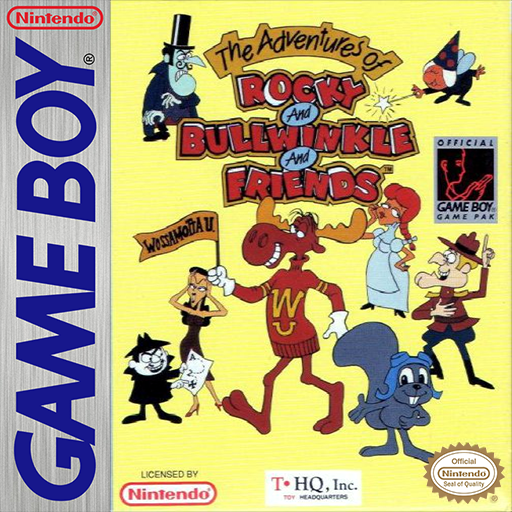 Nintendo®
GAME BOY®
The Adventures of
ROCKY
And
BULLWINKLE
And
FRIENDS™
OFFICIAL
GAME BOY
GAME PAK
WOSSAMOTTA U.
W
U
LICENSED BY
Nintendo
T·HQ, Inc.
TOY HEADQUARTERS
Official
Nintendo
Seal of Quality